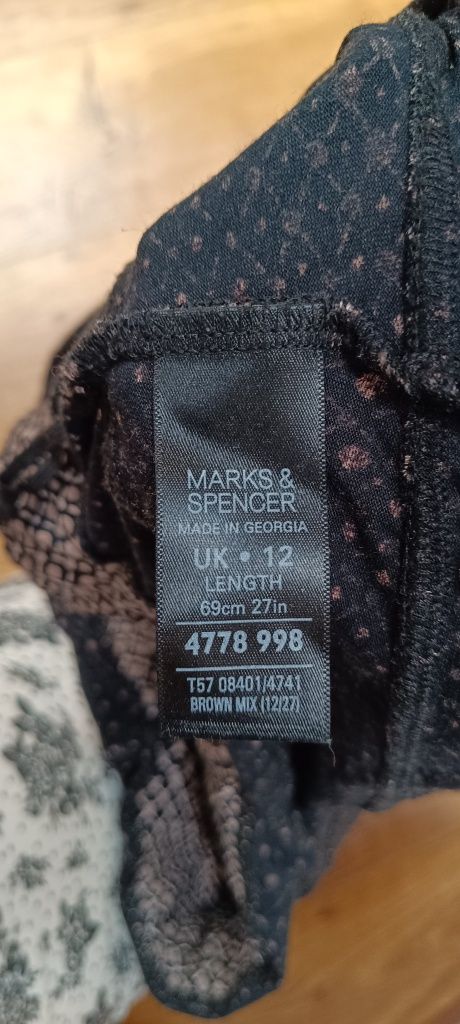 MARKS &
SPENCER
MADE IN GEORGIA
UK • 12
LENGTH
69cm 27in
4778 998
T57 08401/4741
BROWN MIX (12/27)